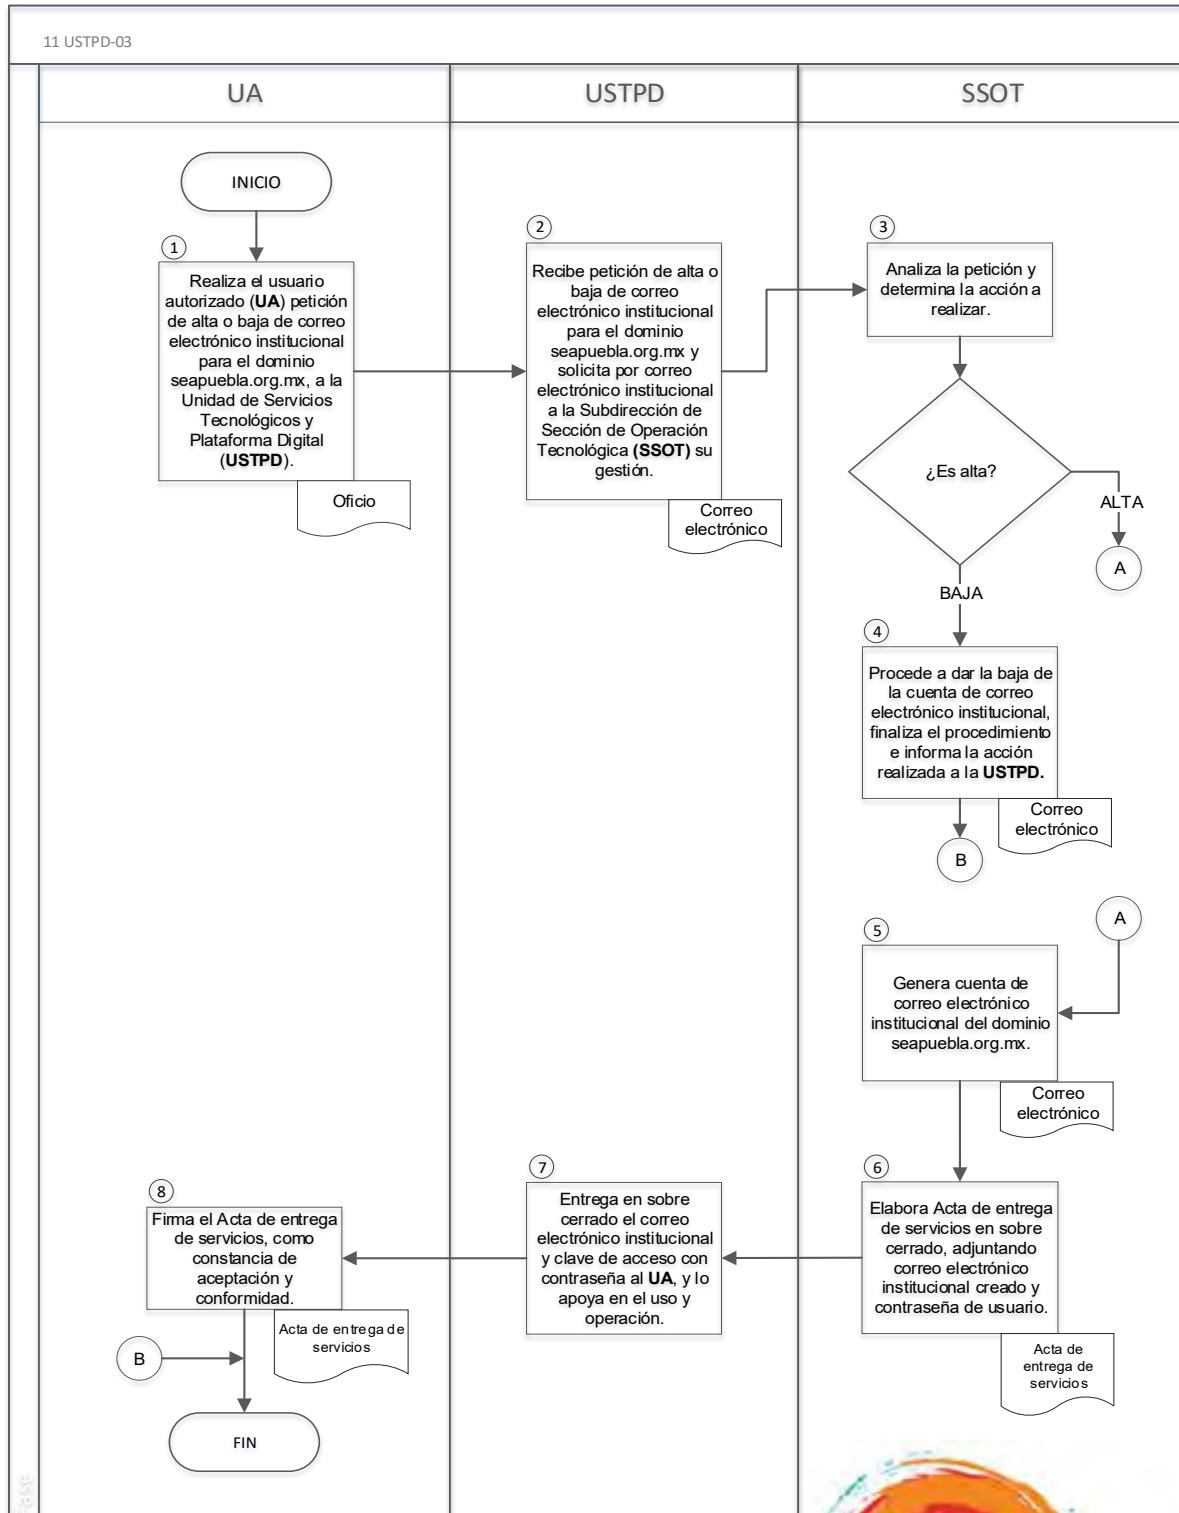 11 USTPD-03
UA
USTPD
SSOT
INICIO
1
Realiza el usuario
autorizado (UA) petición
de alta o baja de correo
electrónico institucional
para el dominio
seapuebla.org.mx, a la
Unidad de Servicios
Tecnológicos y
Plataforma Digital
(USTPD).
Oficio
2
Recibe petición de alta o
baja de correo
electrónico institucional
para el dominio
seapuebla.org.mx y
solicita por correo
electrónico institucional
a la Subdirección de
Sección de Operación
Tecnológica (SSOT) su
gestión.
Correo
electrónico
3
Analiza la petición y
determina la acción a
realizar.
¿Es alta?
ALTA
A
BAJA
4
Procede a dar la baja de
la cuenta de correo
electrónico institucional,
finaliza el procedimiento
e informa la acción
realizada a la USTPD.
Correo
electrónico
B
A
5
Genera cuenta de
correo electrónico
institucional del dominio
seapuebla.org.mx.
Correo
electrónico
6
Elabora Acta de entrega
de servicios en sobre
cerrado, adjuntando
correo electrónico
institucional creado y
contraseña de usuario.
Acta de
entrega de
servicios
7
Entrega en sobre
cerrado el correo
electrónico institucional
y clave de acceso con
contraseña al UA, y lo
apoya en el uso y
operación.
8
Firma el Acta de entrega
de servicios, como
constancia de
aceptación y
conformidad.
Acta de entrega de
servicios
B
FIN
Fase